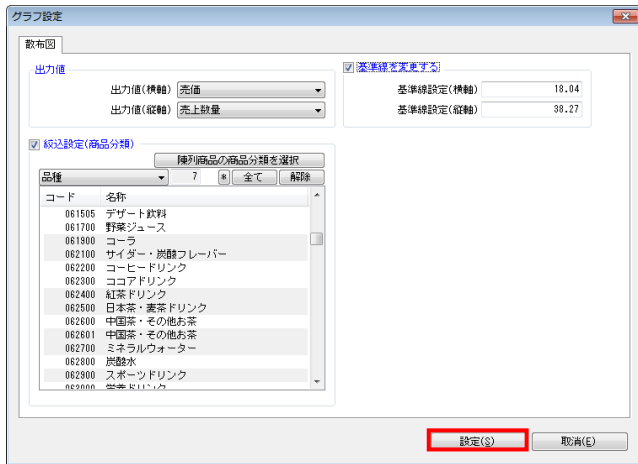 グラフ設定
散布図
出力値
出力値(横軸) 売価
出力値(縦軸) 売上数量
基準線を変更する
基準線設定(横軸) 18.04
基準線設定(縦軸) 38.27
絞込設定(商品分類)
陳列商品の商品分類を選択
品種 7 * 全て 解除
コード 名称
061505 デザート飲料
061700 野菜ジュース
061900 コーラ
062100 サイダー・炭酸フレーバー
062200 コーヒードリンク
062300 ココアドリンク
062400 紅茶ドリンク
062500 日本茶・麦茶ドリンク
062600 中国茶・その他お茶
062601 中国茶・その他お茶
062700 ミネラルウォーター
062800 炭酸水
062900 スポーツドリンク
設定(S) 取消(E)